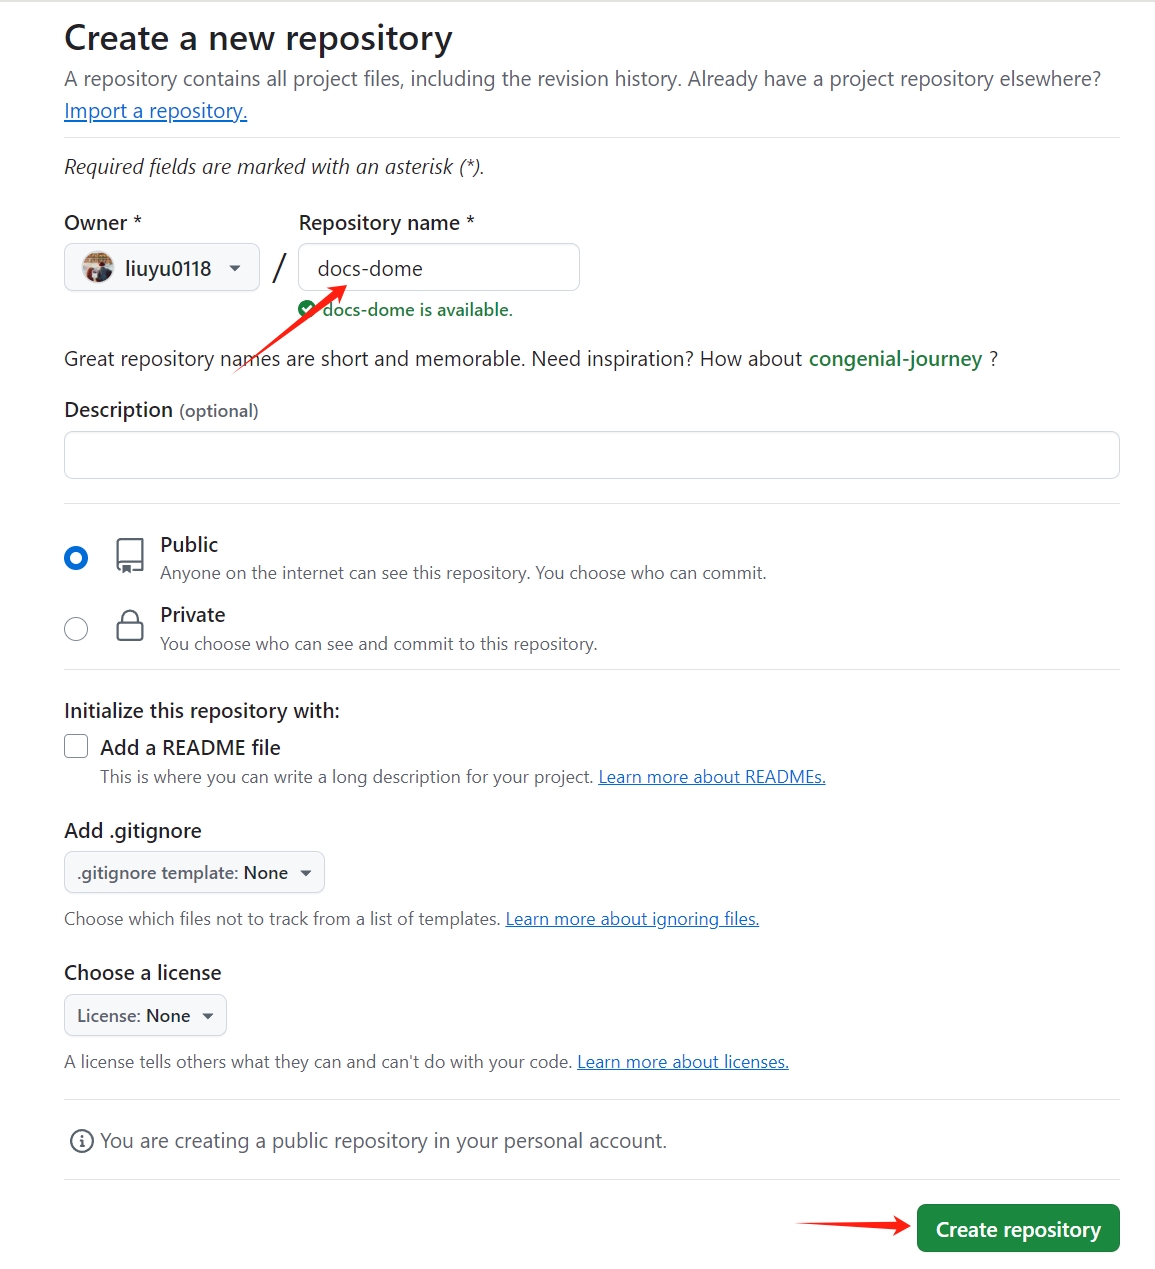 Create a new repository
A repository contains all project files, including the revision history. Already have a project repository elsewhere?
Import a repository.
Required fields are marked with an asterisk (*).
Owner *
Repository name *
liuyu0118
/
docs-dome
docs-dome is available.
Great repository names are short and memorable. Need inspiration? How about congenial-journey ?
Description (optional)
Public
Anyone on the internet can see this repository. You choose who can commit.
Private
You choose who can see and commit to this repository.
Initialize this repository with:
Add a README file
This is where you can write a long description for your project. Learn more about READMEs.
Add .gitignore
.gitignore template: None
Choose which files not to track from a list of templates. Learn more about ignoring files.
Choose a license
License: None
A license tells others what they can and can't do with your code. Learn more about licenses.
You are creating a public repository in your personal account.
Create repository